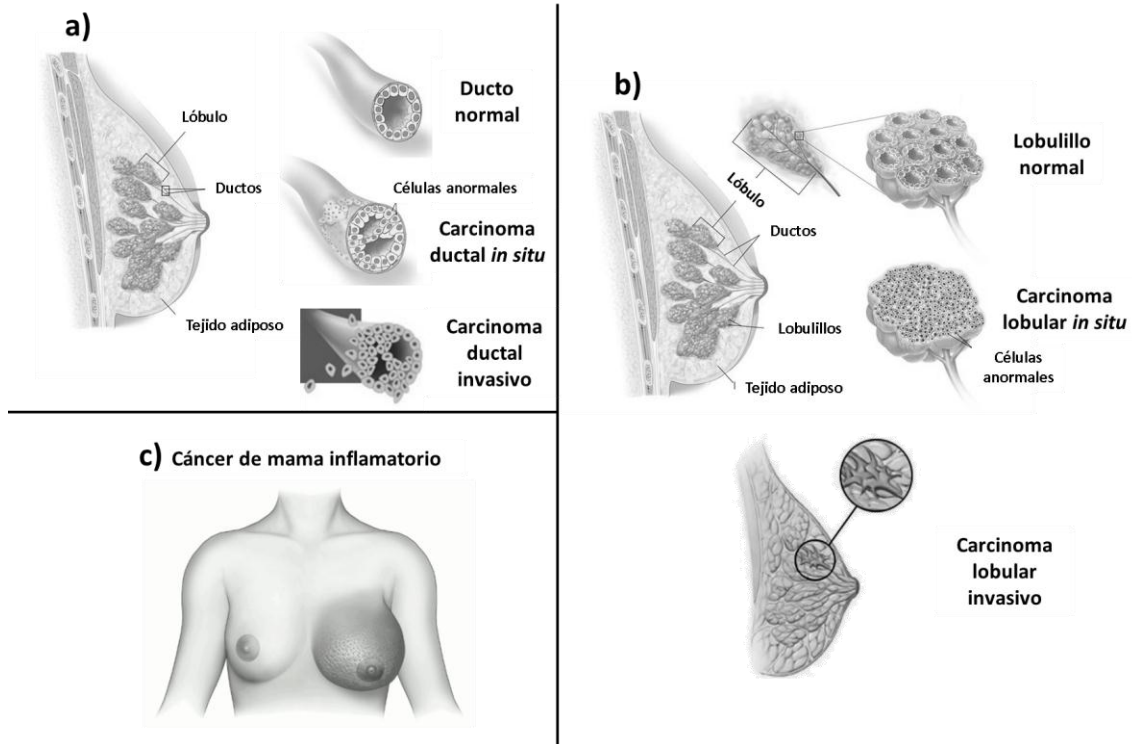 a)
Lóbulo
Ductos
Tejido adiposo
Ducto
normal
Células anormales
Carcinoma
ductal in situ
Carcinoma
ductal
invasivo
b)
Lóbulo
Ductos
Lobulillos
Tejido adiposo
Lobulillo
normal
Carcinoma
lobular in situ
Células
anormales
Carcinoma
lobular
invasivo
c) Cáncer de mama inflamatorio